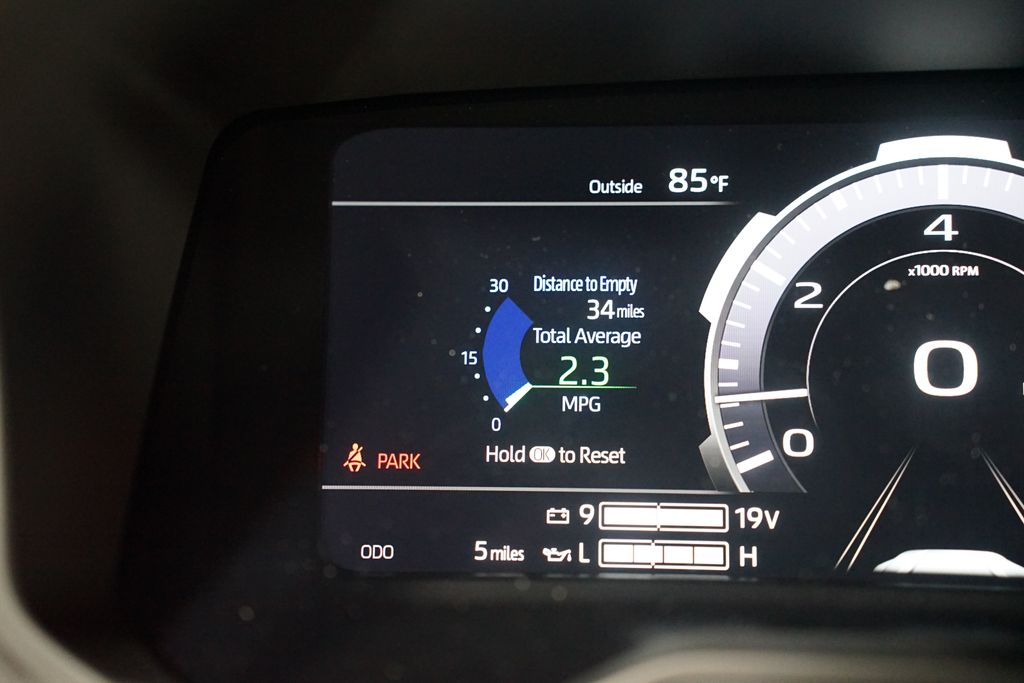 Outside 85°F
30
Distance to Empty
34 miles
Total Average
15
2.3
MPG
0
Hold OK to Reset
PARK
9 19V
ODO 5 miles L H
4
x1000 RPM
2
0
0